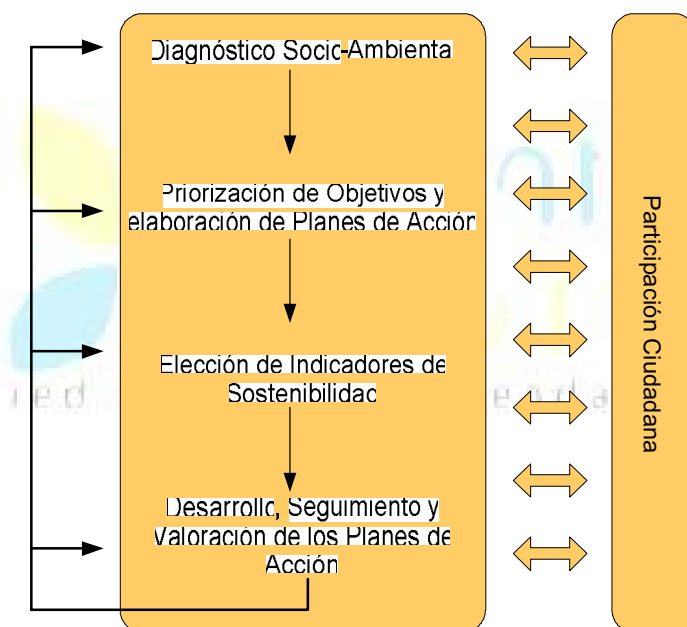 Diagnóstico Socio-Ambiental
Priorización de Objetivos y
elaboración de Planes de Acción
Elección de Indicadores de
Sostenibilidad
Desarrollo, Seguimiento y
Valoración de los Planes de
Acción
Participación Ciudadana
red